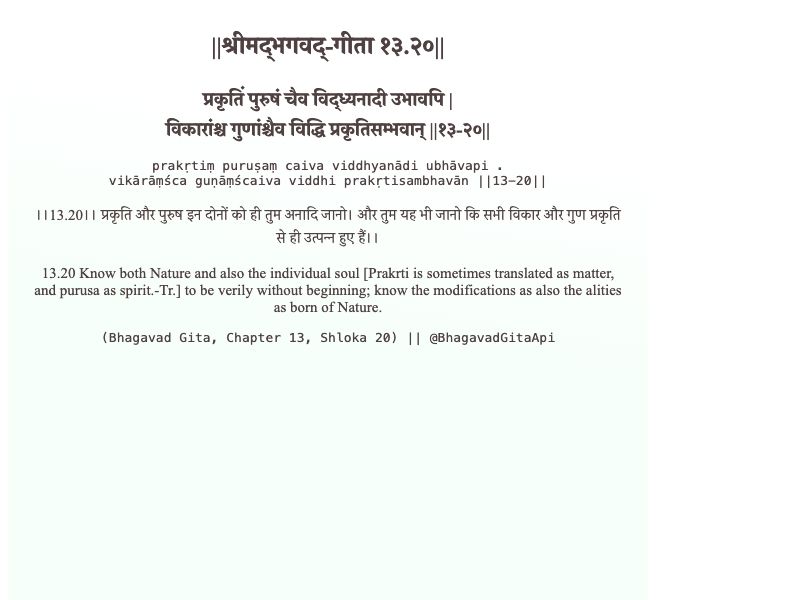 ||श्रीमद्‍भगवद्‍-गीता १३.२०||
प्रकृतिं पुरुषं चैव विद्ध्यनादी उभावपि |
विकारांश्च गुणांश्चैव विद्धि प्रकृतिसम्भवान् ||१३-२०||
prakṛtiṃ puruṣaṃ caiva viddhyanādi ubhāvapi .
vikārāṃśca guṇāṃścaiva viddhi prakṛtisambhavān ||13-20||
।।13.20।। प्रकृति और पुरुष इन दोनों को ही तुम अनादि जानो। और तुम यह भी जानो कि सभी विकार और गुण प्रकृति
से ही उत्पन्न हुए हैं।।
13.20 Know both Nature and also the individual soul [Prakrti is sometimes translated as matter,
and purusa as spirit.-Tr.] to be verily without beginning; know the modifications as also the alities
as born of Nature.
(Bhagavad Gita, Chapter 13, Shloka 20) || @BhagavadGitaApi